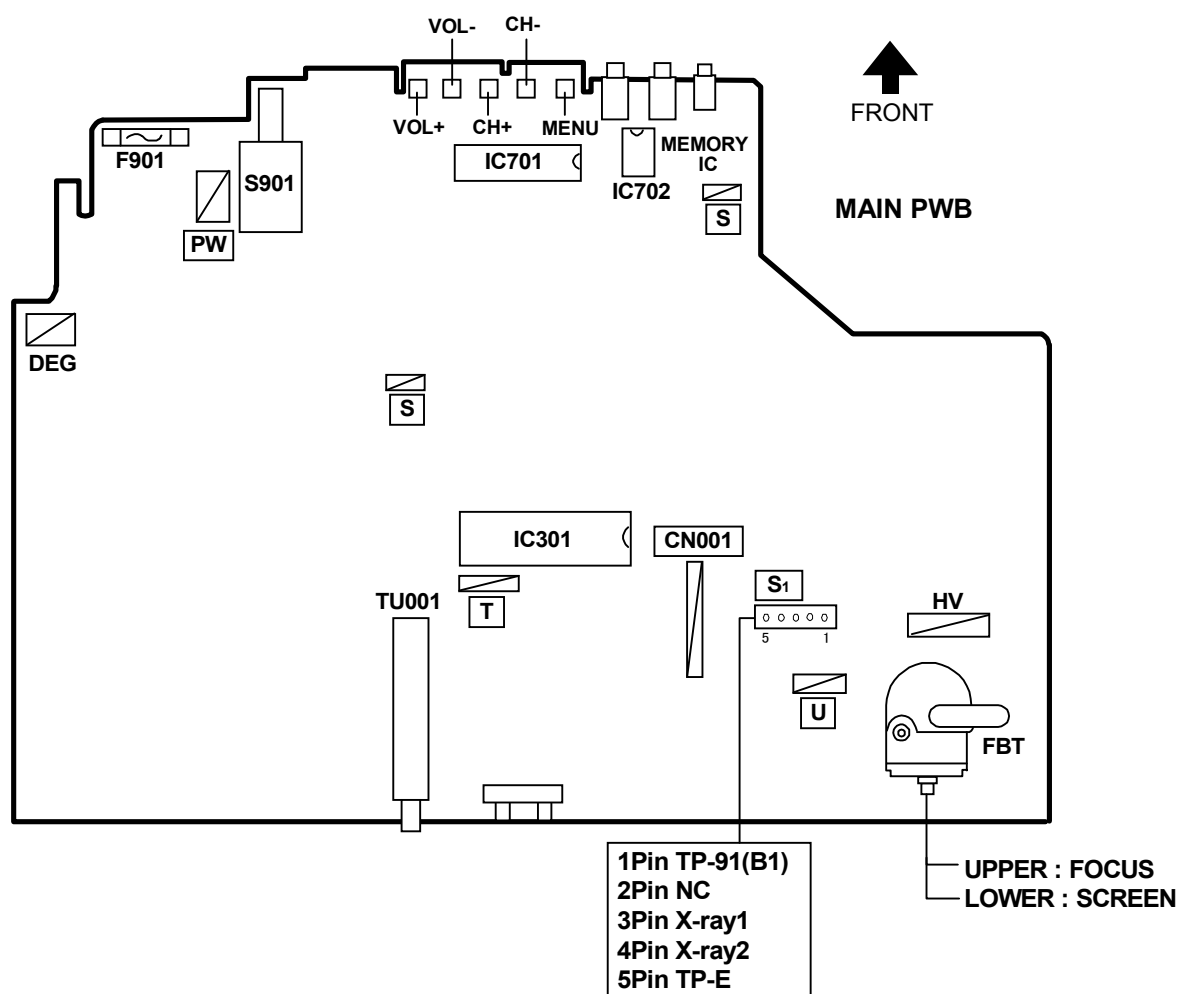 VOL-
CH-
VOL+
CH+
MENU
FRONT
F901
S901
IC701
IC702
MEMORY
IC
S
MAIN PWB
PW
DEG
S
IC301
CN001
T
TU001
S1
5
1
HV
U
FBT
1Pin TP-91(B1)
2Pin NC
3Pin X-ray1
4Pin X-ray2
5Pin TP-E
UPPER : FOCUS
LOWER : SCREEN